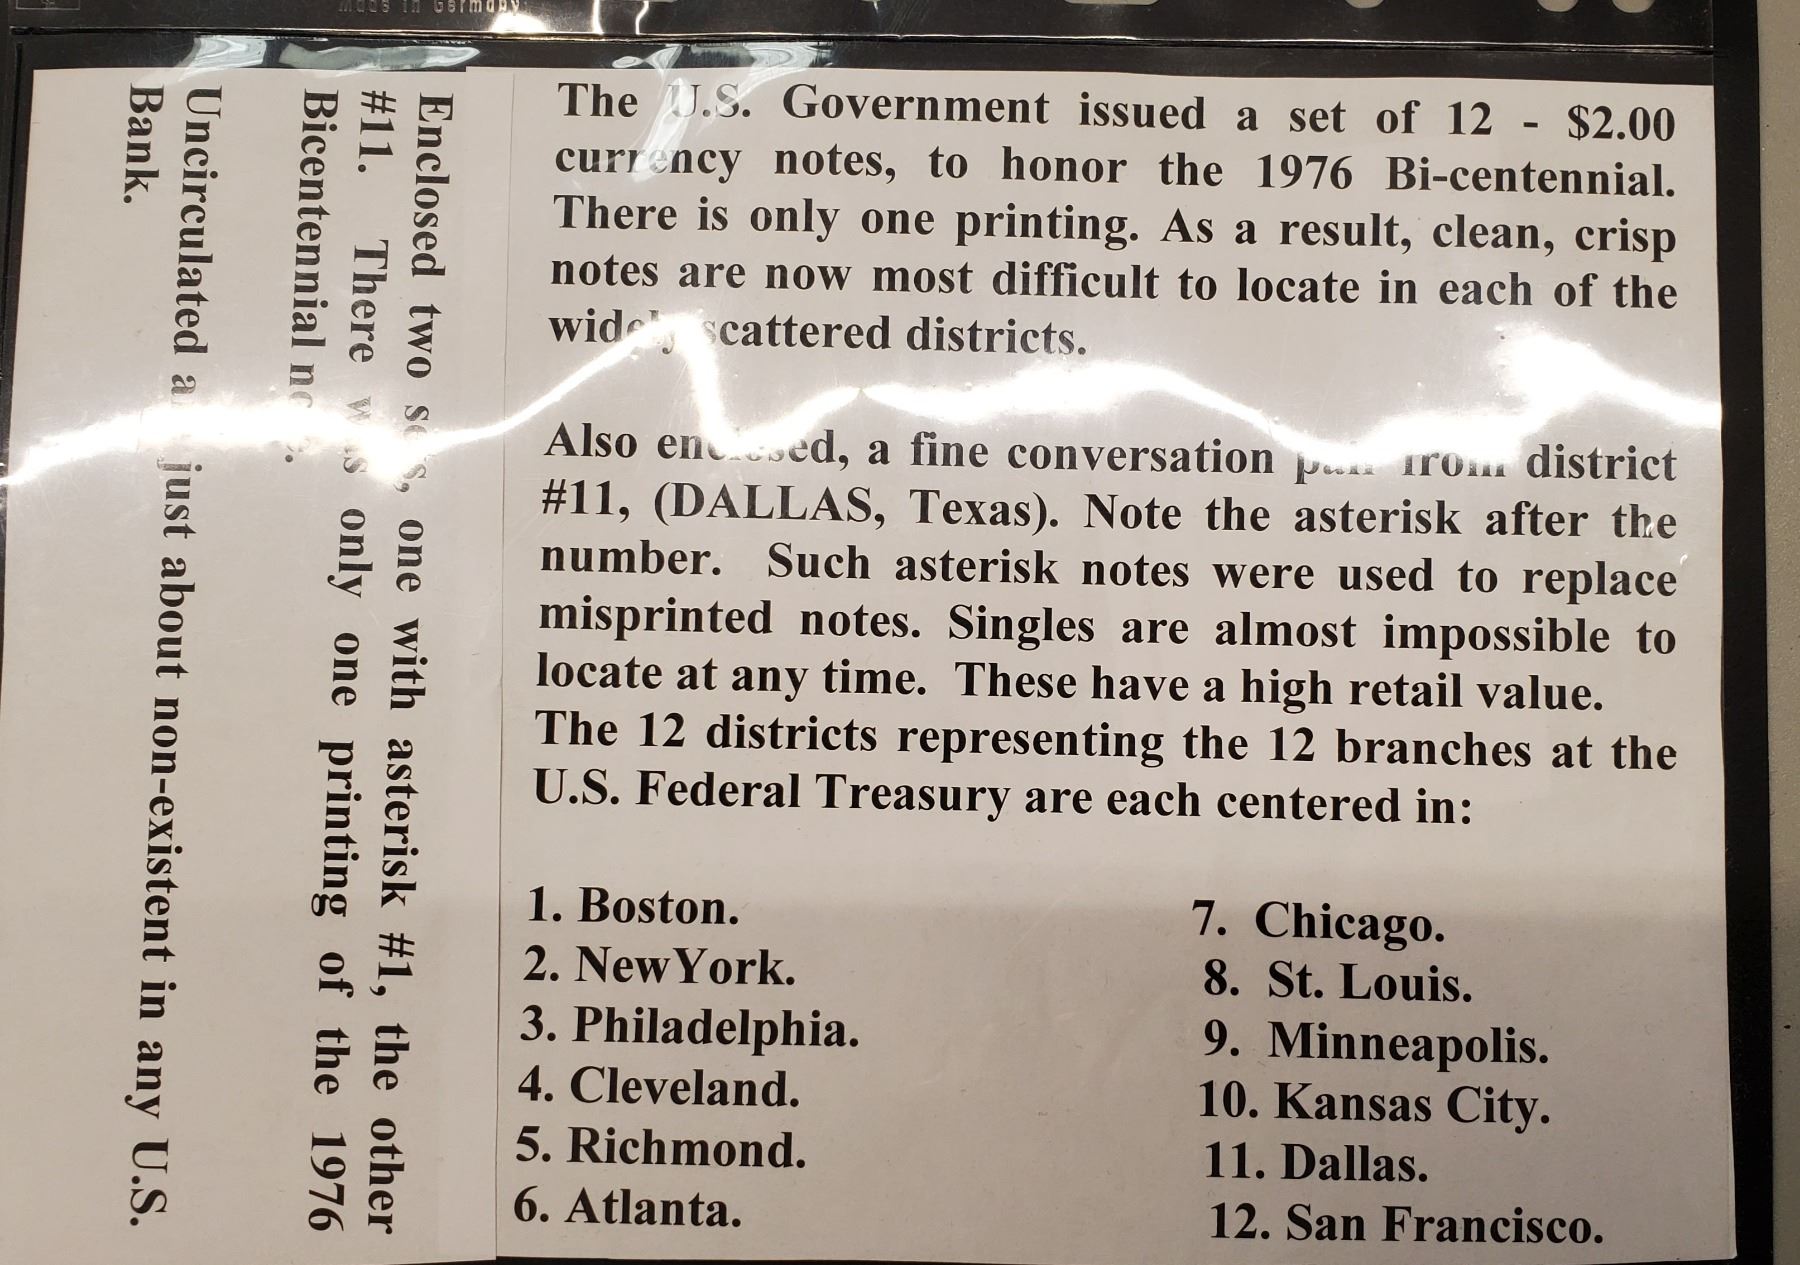 Made in Germany
The U.S. Government issued a set of 12 - $2.00
currency notes, to honor the 1976 Bi-centennial.
There is only one printing. As a result, clean, crisp
notes are now most difficult to locate in each of the
widely scattered districts.
Also enclosed, a fine conversation from district
#11, (DALLAS, Texas). Note the asterisk after the
number. Such asterisk notes were used to replace
misprinted notes. Singles are almost impossible to
locate at any time. These have a high retail value.
The 12 districts representing the 12 branches at the
U.S. Federal Treasury are each centered in:
1. Boston.
2. NewYork.
3. Philadelphia.
4. Cleveland.
5. Richmond.
6. Atlanta.
7. Chicago.
8. St. Louis.
9. Minneapolis.
10. Kansas City.
11. Dallas.
12. San Francisco.
Enclosed two sets, one with asterisk #1, the other
#11. There was only one printing of the 1976
Bicentennial
Uncirculated just about non-existent in any U.S.
Bank.